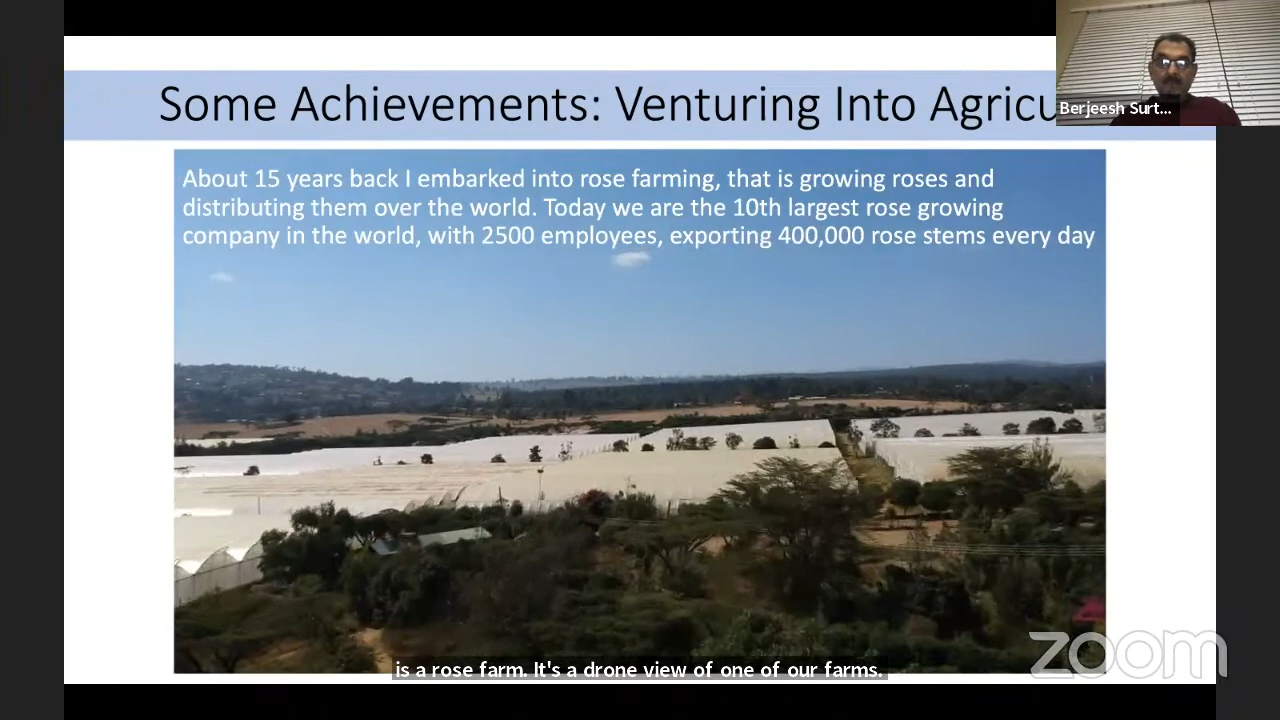 Some Achievements: Venturing Into Agricu
Berjeesh Surt...
About 15 years back I embarked into rose farming, that is growing roses and
distributing them over the world. Today we are the 10th largest rose growing
company in the world, with 2500 employees, exporting 400,000 rose stems every day
zoom
is a rose farm. It's a drone view of one of our farms.